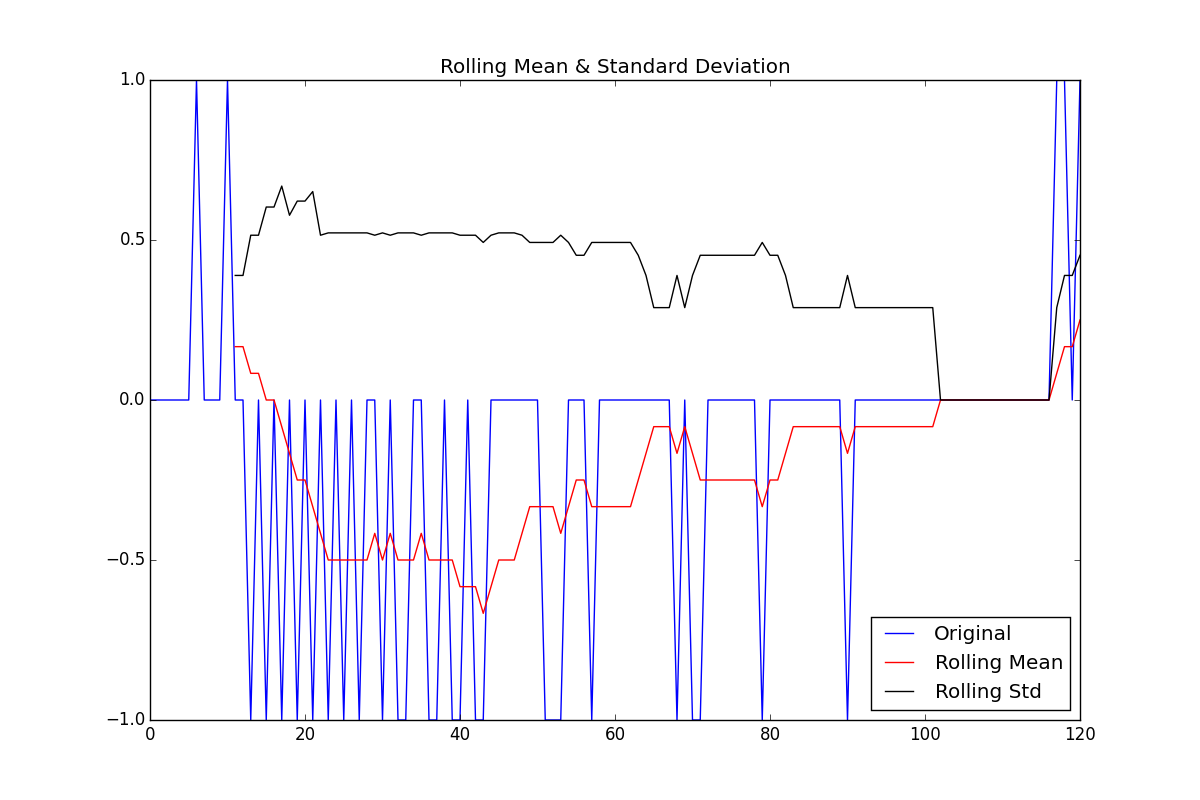 Rolling Mean & Standard Deviation
1.0
0.5
0.0
−0.5
−1.0
0 20 40 60 80 100 120
Original
Rolling Mean
Rolling Std